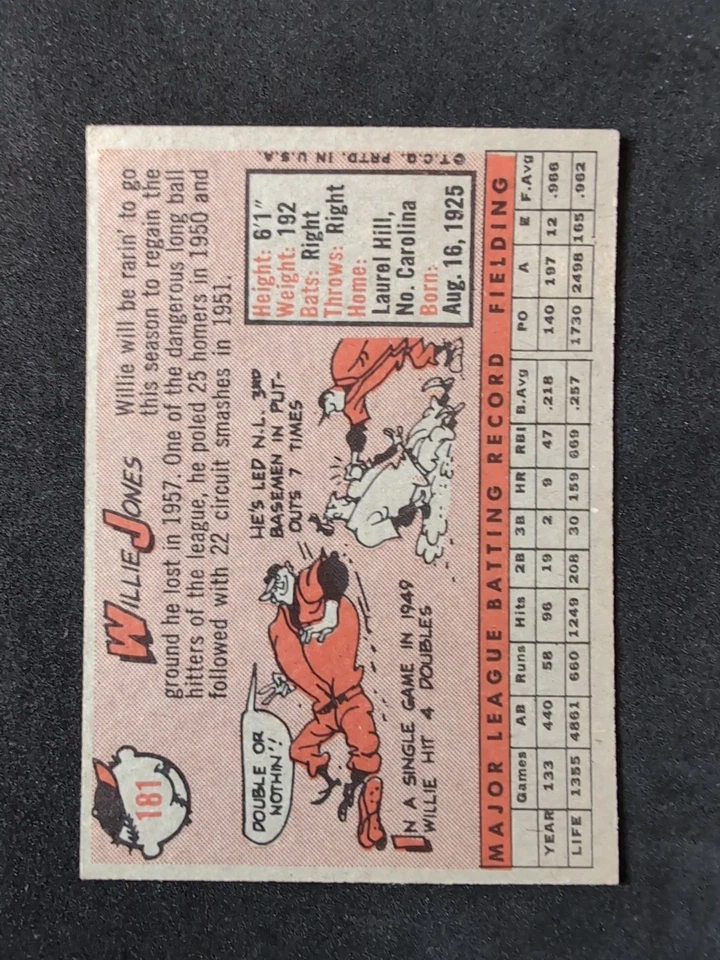 181
WILLIE JONES
Willie will be rarin' to go
this season to regain the
ground he lost in 1957. One of the dangerous long ball
hitters of the league, he poled 25 homers in 1950 and
followed with 22 circuit smashes in 1951.
DOUBLE OR
NOTHIN'!
IN A SINGLE GAME IN 1949
WILLIE HIT 4 DOUBLES
HE'S LED N.L. 3RD
BASEMEN IN PUT-
OUTS 7 TIMES
Height: 6'1"
Weight: 192
Bats: Right
Throws: Right
Home:
Laurel Hill,
No. Carolina
Born:
Aug. 16, 1925
©T.C.G. PRTD. IN U.S.A.
MAJOR LEAGUE BATTING RECORD FIELDING
Games AB Runs Hits 2B 3B HR RBI B.Avg PO A E F.Avg
YEAR 133 440 58 96 19 2 9 47 .218 140 197 12 .966
LIFE 1355 4861 660 1249 208 30 159 669 .257 1730 2498 165 .962